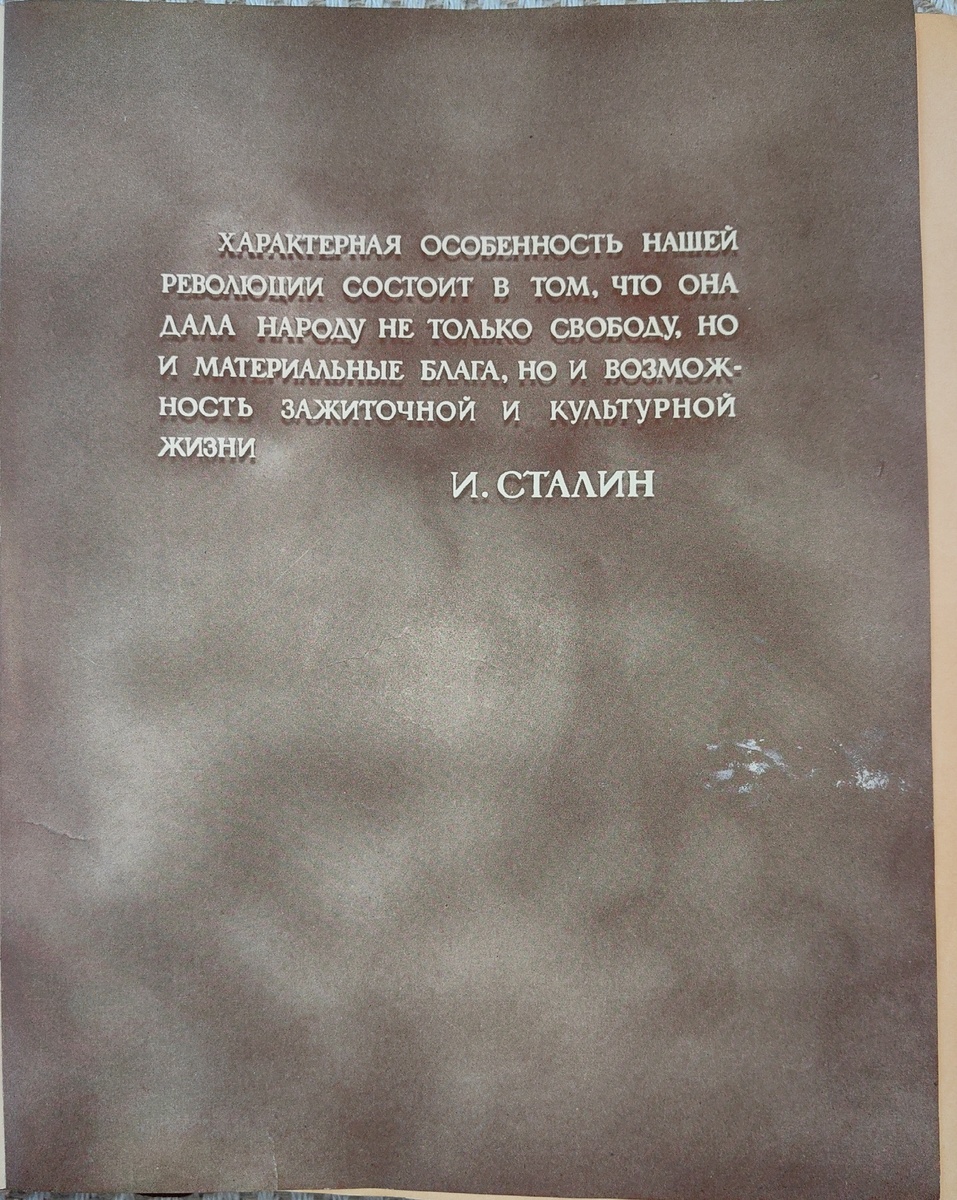 ХАРАКТЕРНАЯ ОСОБЕННОСТЬ НАШЕЙ
РЕВОЛЮЦИИ СОСТОИТ В ТОМ, ЧТО ОНА
ДАЛА НАРОДУ НЕ ТОЛЬКО СВОБОДУ, НО
И МАТЕРИАЛЬНЫЕ БЛАГА, НО И ВОЗМОЖ-
НОСТЬ ЗАЖИТОЧНОЙ И КУЛЬТУРНОЙ
ЖИЗНИ
И. СТАЛИН